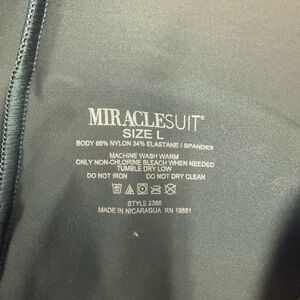 MIRACLESUIT®
SIZE L
BODY 66% NYLON 34% ELASTANE / SPANDEX
MACHINE WASH WARM
ONLY NON-CHLORINE BLEACH WHEN NEEDED
TUMBLE DRY LOW
DO NOT IRON DO NOT DRY CLEAN
STYLE 2366
MADE IN NICARAGUA RN 19881